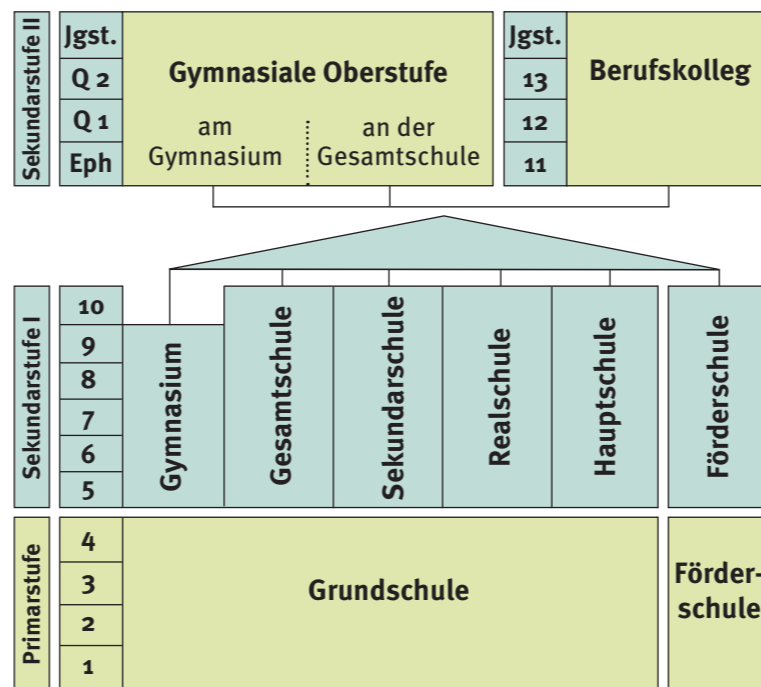 Sekundarstufe II
Jgst.
Q 2
Q 1
Eph
Gymnasiale Oberstufe
am
Gymnasium
an der
Gesamtschule
Jgst.
13
12
11
Berufskolleg
Sekundarstufe I
10
9
8
7
6
5
Gymnasium
Gesamtschule
Sekundarschule
Realschule
Hauptschule
Förderschule
Primarstufe
4
3
2
1
Grundschule
Förder-
schule